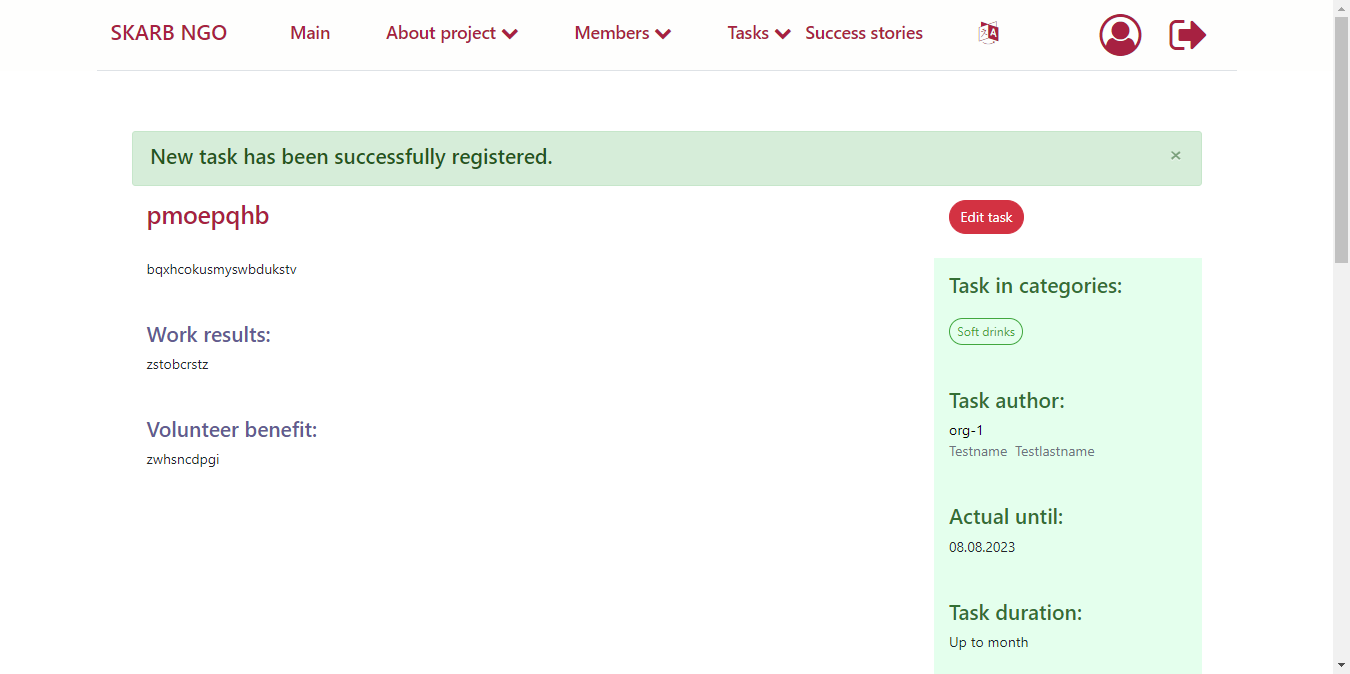 SKARB NGO Main About project Members Tasks Success stories
New task has been successfully registered. ×
pmoepqhb
Edit task
bqxhcokusmyswbdukstv
Work results:
zstobcrstz
Volunteer benefit:
zwhsncdpgi
Task in categories:
Soft drinks
Task author:
org-1
Testname Testlastname
Actual until:
08.08.2023
Task duration:
Up to month